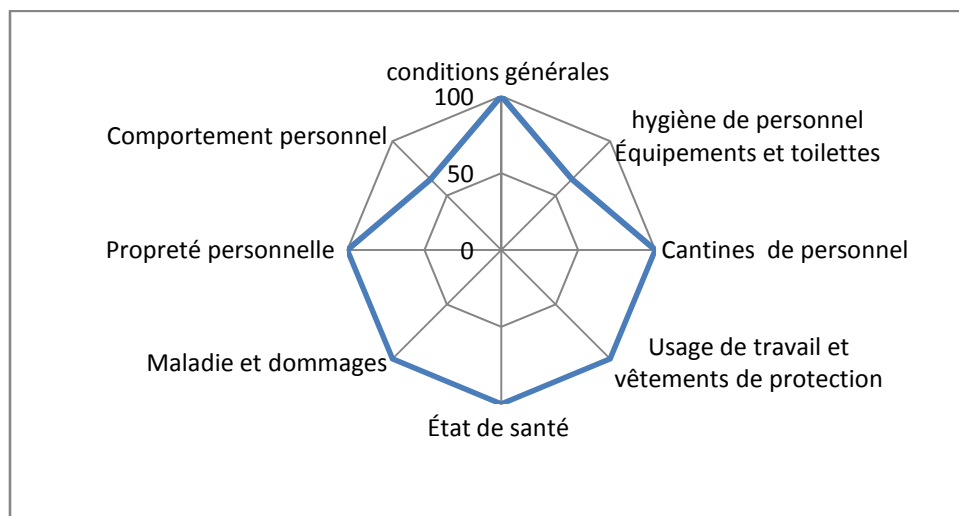 conditions générales
100
Comportement personnel
hygiène de personnel
Équipements et toilettes
50
Propreté personnelle
0
Cantines de personnel
Maladie et dommages
Usage de travail et
vêtements de protection
État de santé